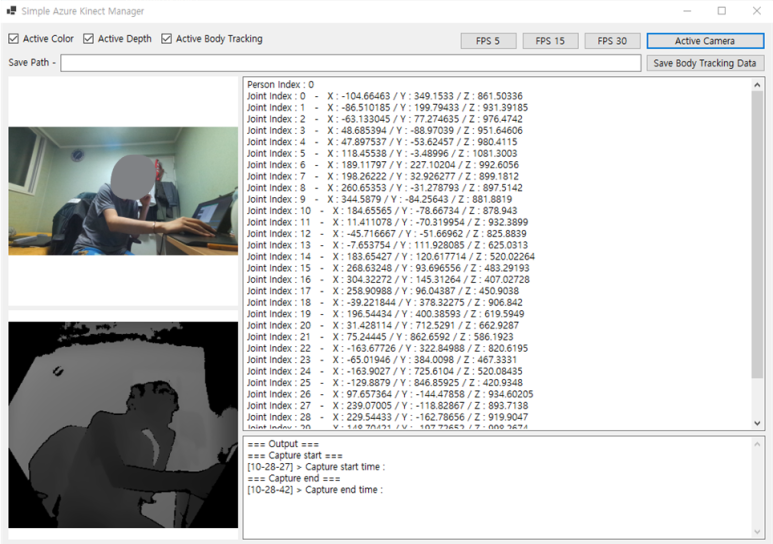 Simple Azure Kinect Manager
Active Color Active Depth Active Body Tracking FPS 5 FPS 15 FPS 30 Active Camera
Save Path - Save Body Tracking Data
Person Index : 0
Joint Index : 0 - X : -104.66463 / Y : 349.1533 / Z : 861.50336
Joint Index : 1 - X : -86.510185 / Y : 199.79433 / Z : 931.39185
Joint Index : 2 - X : -63.133045 / Y : 77.274635 / Z : 976.4742
Joint Index : 3 - X : 48.685394 / Y : -88.97039 / Z : 951.64606
Joint Index : 4 - X : 47.897537 / Y : -53.62457 / Z : 980.4115
Joint Index : 5 - X : 118.45538 / Y : -3.48996 / Z : 1081.3003
Joint Index : 6 - X : 189.11797 / Y : 227.10204 / Z : 992.6056
Joint Index : 7 - X : 198.26222 / Y : 32.926277 / Z : 899.1812
Joint Index : 8 - X : 260.65353 / Y : -31.278793 / Z : 897.5142
Joint Index : 9 - X : 344.5879 / Y : -84.25643 / Z : 881.8819
Joint Index : 10 - X : 184.65565 / Y : -78.66734 / Z : 878.943
Joint Index : 11 - X : 11.411078 / Y : -70.319954 / Z : 932.3899
Joint Index : 12 - X : -45.716667 / Y : -51.66962 / Z : 825.8839
Joint Index : 13 - X : -7.653754 / Y : 111.928085 / Z : 625.0313
Joint Index : 14 - X : 183.65427 / Y : 120.617714 / Z : 520.02264
Joint Index : 15 - X : 268.63248 / Y : 93.696556 / Z : 483.29193
Joint Index : 16 - X : 304.32272 / Y : 145.31264 / Z : 407.02728
Joint Index : 17 - X : 258.90988 / Y : 96.04387 / Z : 450.9038
Joint Index : 18 - X : -39.221844 / Y : 378.32275 / Z : 906.842
Joint Index : 19 - X : 196.54434 / Y : 400.38593 / Z : 619.5949
Joint Index : 20 - X : 31.428114 / Y : 712.5291 / Z : 662.9287
Joint Index : 21 - X : 75.24445 / Y : 862.6592 / Z : 586.1923
Joint Index : 22 - X : -163.67726 / Y : 322.84988 / Z : 820.6195
Joint Index : 23 - X : -65.01946 / Y : 384.0098 / Z : 467.3331
Joint Index : 24 - X : -163.9027 / Y : 725.6104 / Z : 520.08435
Joint Index : 25 - X : -129.8879 / Y : 846.85925 / Z : 420.9348
Joint Index : 26 - X : 97.657364 / Y : -144.47858 / Z : 934.60205
Joint Index : 27 - X : 239.07005 / Y : -118.82867 / Z : 893.7138
Joint Index : 28 - X : 229.54433 / Y : -162.78656 / Z : 919.9047
Joint Index : 29 - X : 148.70421 / Y : -197.72652 / Z : 998.2674
=== Output ===
=== Capture start ===
[10-28-27] > Capture start time :
=== Capture end ===
[10-28-42] > Capture end time :